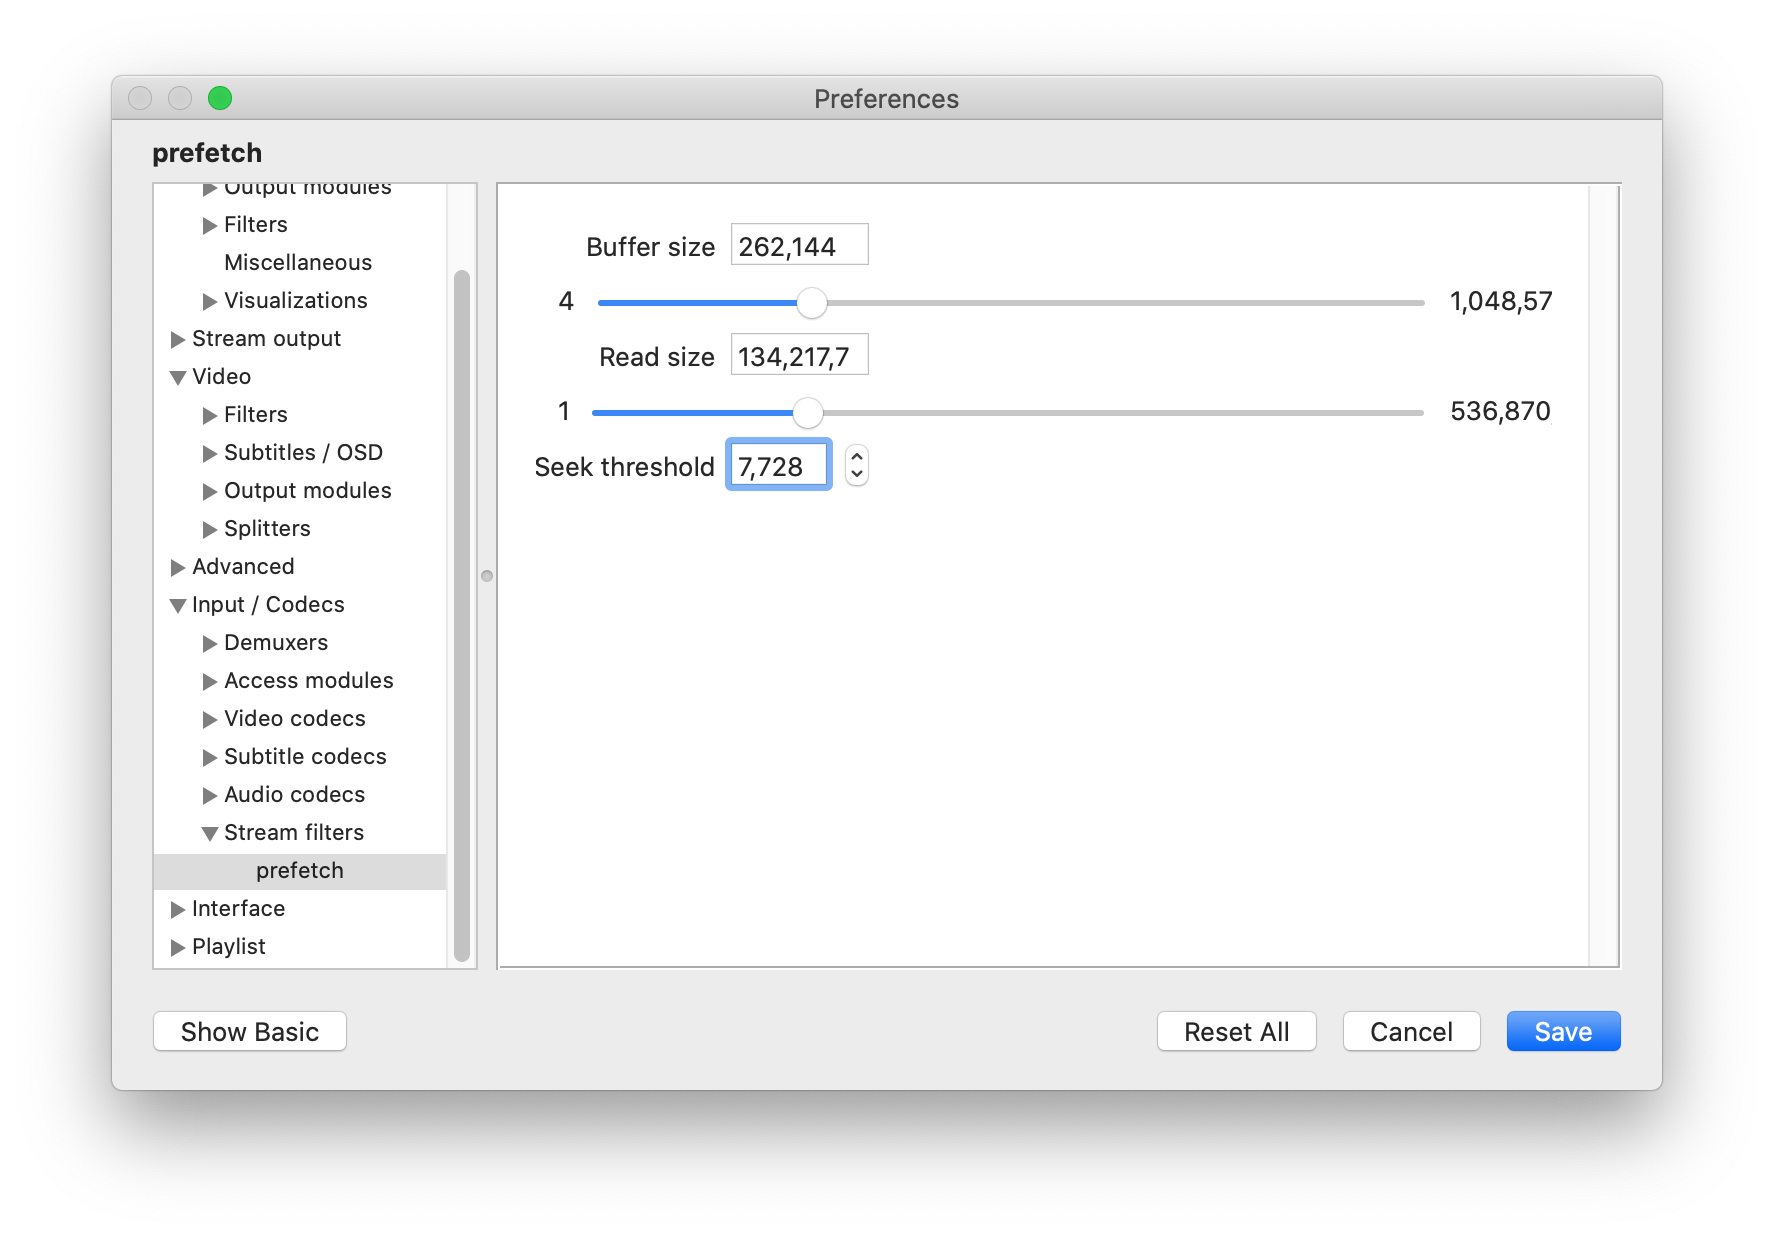 Preferences
prefetch
Output modules
Filters
Miscellaneous
Visualizations
Stream output
Video
Filters
Subtitles / OSD
Output modules
Splitters
Advanced
Input / Codecs
Demuxers
Access modules
Video codecs
Subtitle codecs
Audio codecs
Stream filters
prefetch
Interface
Playlist
Buffer size 262,144
4 1,048,57
Read size 134,217,7
1 536,870,
Seek threshold 7,728
Show Basic Reset All Cancel Save